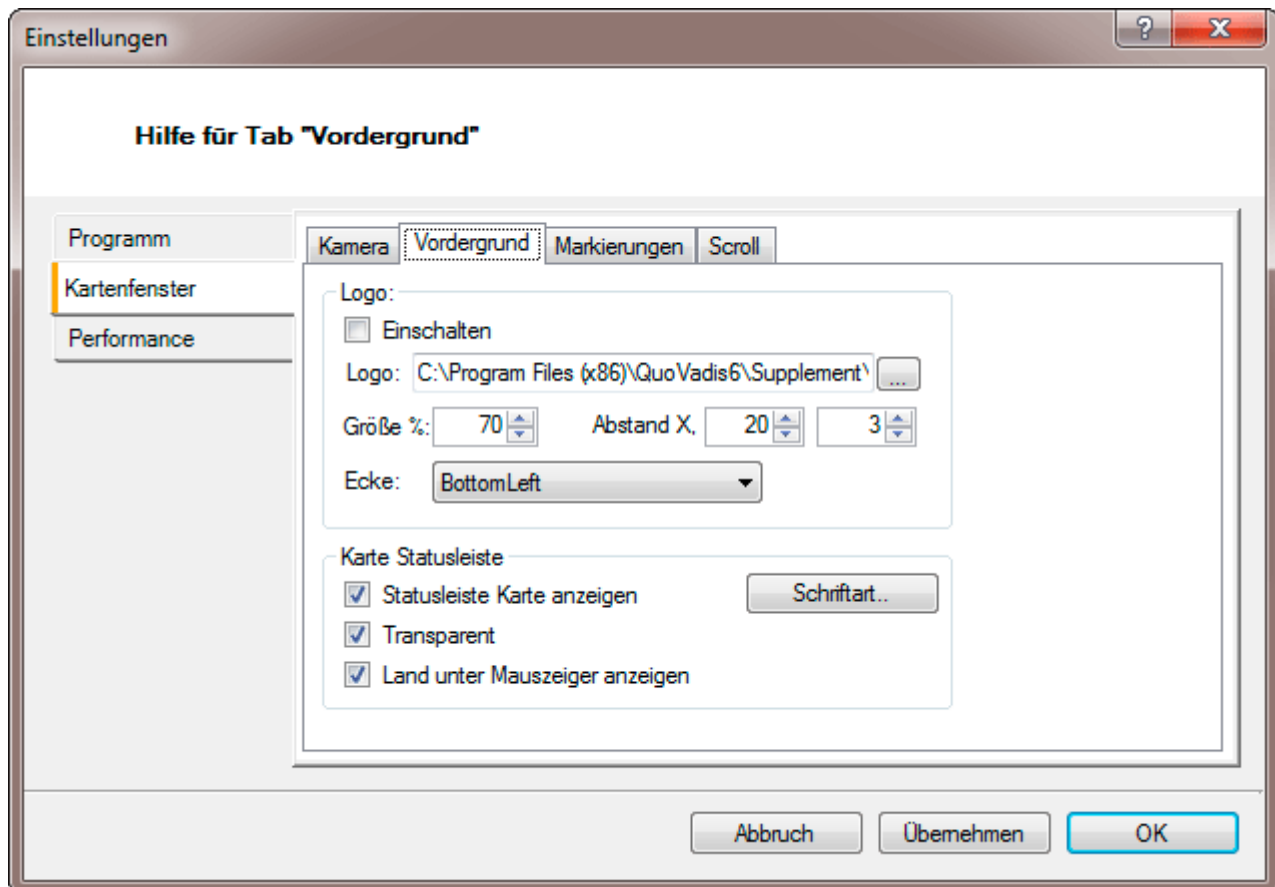 Einstellungen
Hilfe für Tab "Vordergrund"
Programm
Kartenfenster
Performance
Kamera Vordergrund Markierungen Scroll
Logo:
Einschalten
Logo: C:\Program Files (x86)\QuoVadis6\Supplement\ ...
Größe %: 70 Abstand X, 20 3
Ecke: BottomLeft
Karte Statusleiste
Statusleiste Karte anzeigen Schriftart..
Transparent
Land unter Mauszeiger anzeigen
Abbruch Übernehmen OK